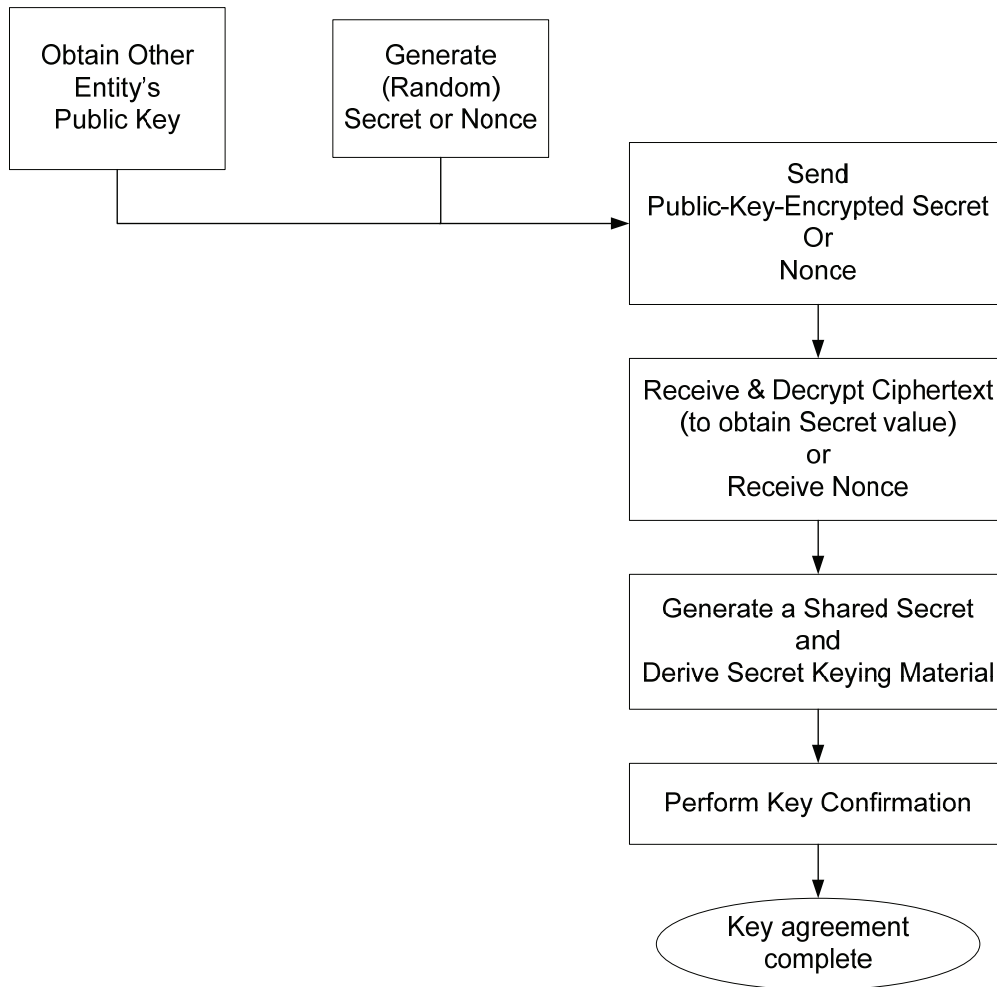 Obtain Other
Entity's
Public Key
Generate
(Random)
Secret or Nonce
Send
Public-Key-Encrypted Secret
Or
Nonce
Receive & Decrypt Ciphertext
(to obtain Secret value)
or
Receive Nonce
Generate a Shared Secret
and
Derive Secret Keying Material
Perform Key Confirmation
Key agreement
complete